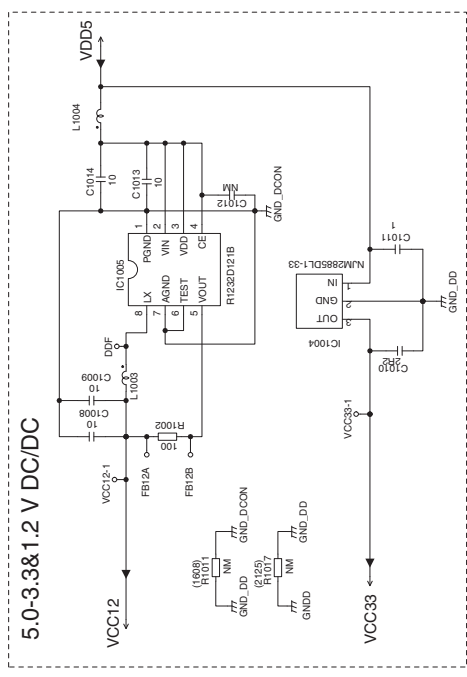 5.0-3.3&1.2 V DC/DC
VDD5
L1004
C1014
10
C1013
10
C1012
NM
GND_DCON
IC1005
R1232D121B
1
PGND
2
VIN
3
VDD
4
CE
8
LX
7
AGND
6
TEST
5
VOUT
DDF
L1003
C1009
10
C1008
10
R1002
100
VCC12-1
FB12A
FB12B
VCC12
NJM2885DL1-33
IC1004
IN
1
GND
2
OUT
3
C1011
1
GND_DD
C1010
2R2
VCC33-1
VCC33
(1608)
R1011
NM
GND_DD
GND_DCON
(2125)
R1017
NM
GNDD
GND_DD